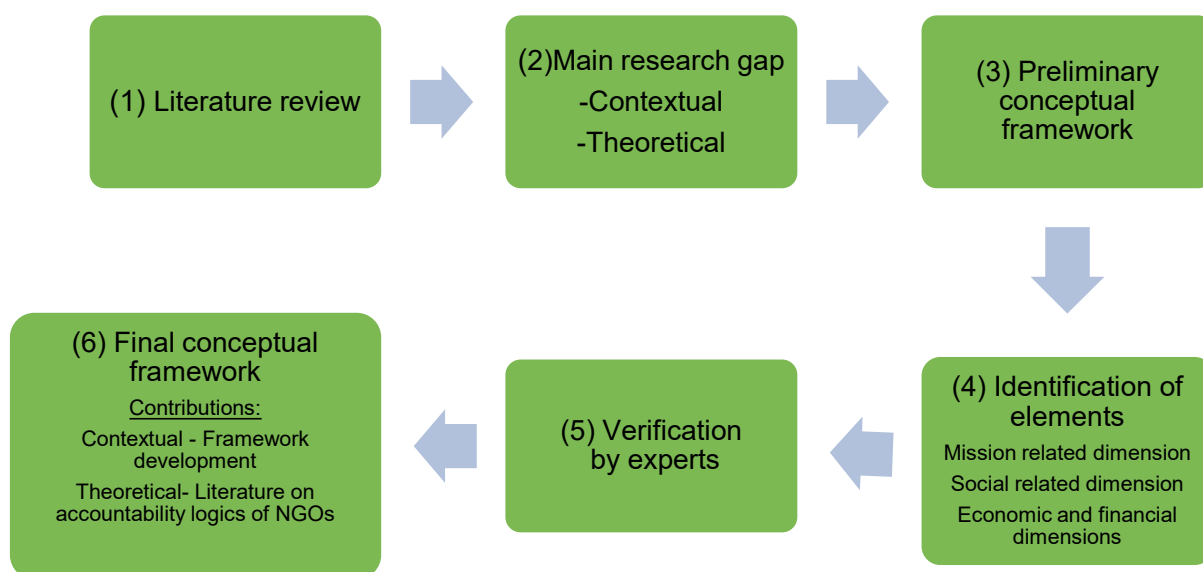 (1) Literature review
(2)Main research gap
-Contextual
-Theoretical
(3) Preliminary
conceptual
framework
(4) Identification of
elements
Mission related dimension
Social related dimension
Economic and financial
dimensions
(5) Verification
by experts
(6) Final conceptual
framework
Contributions:
Contextual - Framework
development
Theoretical- Literature on
accountability logics of NGOs